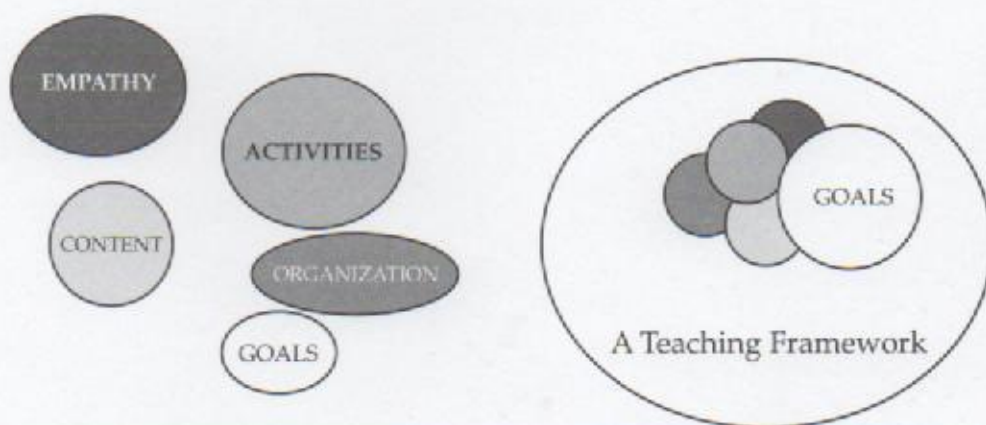 EMPATHY
ACTIVITIES
CONTENT
ORGANIZATION
GOALS
GOALS
A Teaching Framework